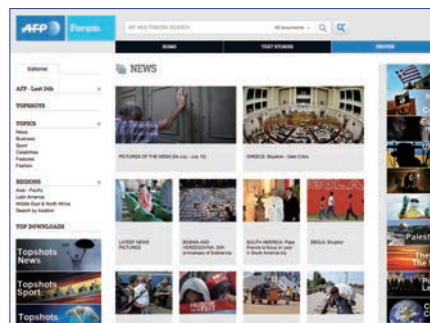 AFP Forum
MY MULTIMEDIA SEARCH
All documents
HOME
TEXT STORIES
PHOTOS
Editorial
AFP - Last 24h
TOPSHOTS
TOPICS
News
Business
Sport
Celebrities
Features
Fashion
REGIONS
Asia - Pacific
Latin America
Middle East & North Africa
Search by location
TOP DOWNLOADS
Topshots
News
Topshots
Sport
Topshots
NEWS
PICTURES OF THE WEEK (04 July - July 10)
GREECE: Situation - Debt Crisis
LATEST NEWS
PICTURES
BOSNIA AND
HERZEGOVINA: 20th
anniversary of Srebrenica
SOUTH AMERICA: Pope
Francis to focus on poor
in South America trip
EBOLA: Situation
EBOLA
Palest
The